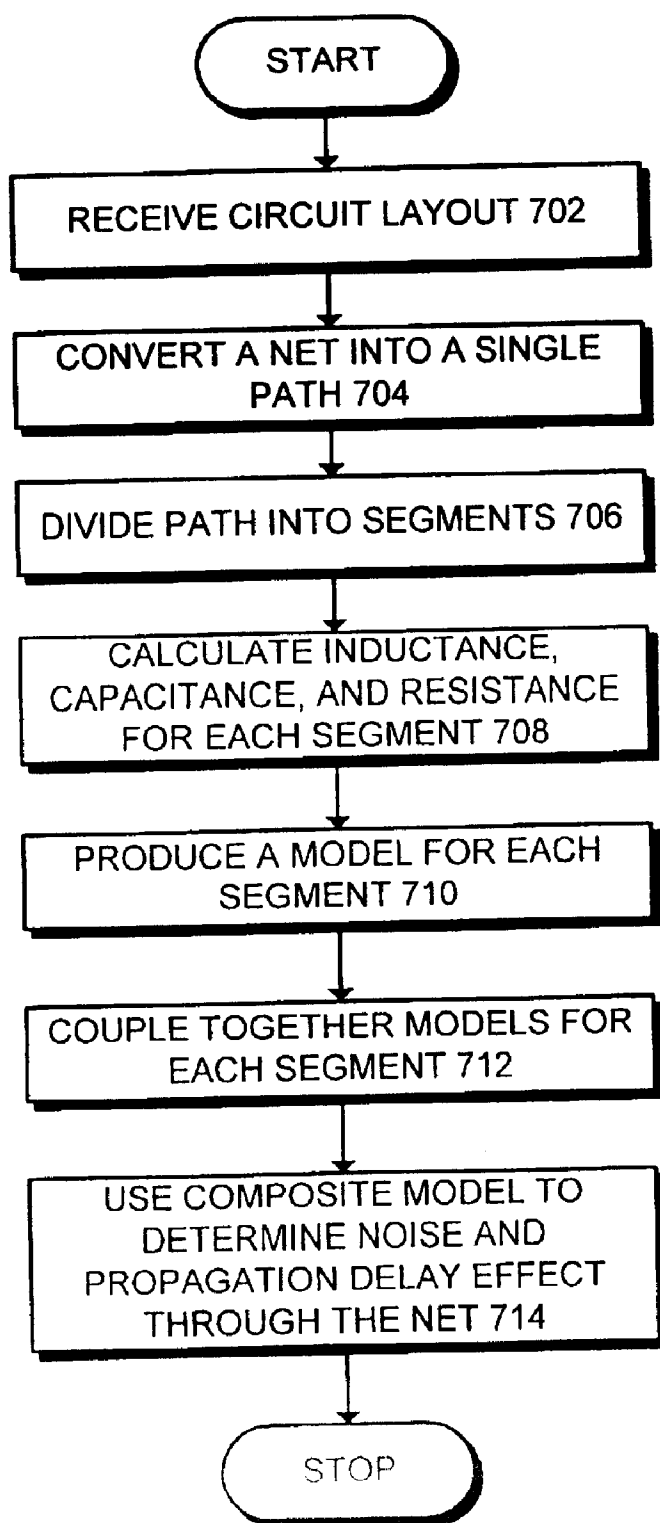 START
RECEIVE CIRCUIT LAYOUT 702
CONVERT A NET INTO A SINGLE
PATH 704
DIVIDE PATH INTO SEGMENTS 706
CALCULATE INDUCTANCE,
CAPACITANCE, AND RESISTANCE
FOR EACH SEGMENT 708
PRODUCE A MODEL FOR EACH
SEGMENT 710
COUPLE TOGETHER MODELS FOR
EACH SEGMENT 712
USE COMPOSITE MODEL TO
DETERMINE NOISE AND
PROPAGATION DELAY EFFECT
THROUGH THE NET 714
STOP